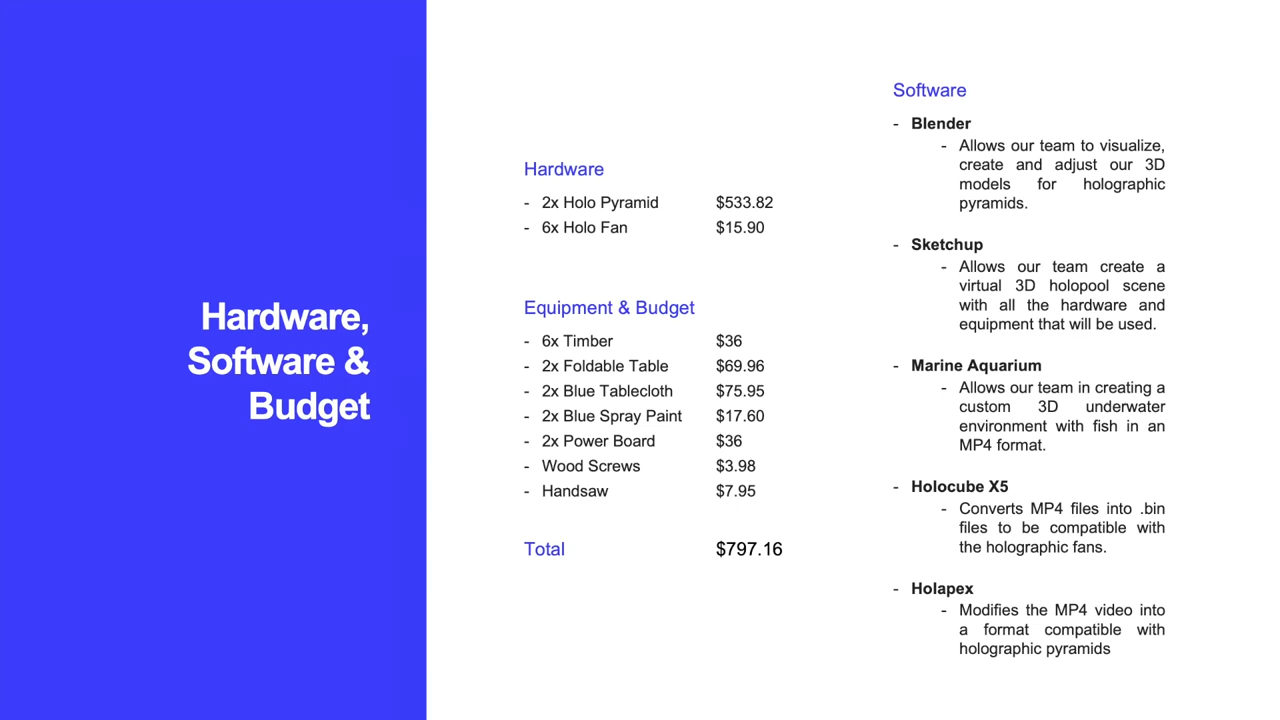 Hardware,
Software &
Budget
Hardware
- 2x Holo Pyramid $533.82
- 6x Holo Fan $15.90
Equipment & Budget
- 6x Timber $36
- 2x Foldable Table $69.96
- 2x Blue Tablecloth $75.95
- 2x Blue Spray Paint $17.60
- 2x Power Board $36
- Wood Screws $3.98
- Handsaw $7.95
Total $797.16
Software
- Blender
- Allows our team to visualize,
create and adjust our 3D
models for holographic
pyramids.
- Sketchup
- Allows our team create a
virtual 3D holopool scene
with all the hardware and
equipment that will be used.
- Marine Aquarium
- Allows our team in creating a
custom 3D underwater
environment with fish in an
MP4 format.
- Holocube X5
- Converts MP4 files into .bin
files to be compatible with
the holographic fans.
- Holapex
- Modifies the MP4 video into
a format compatible with
holographic pyramids